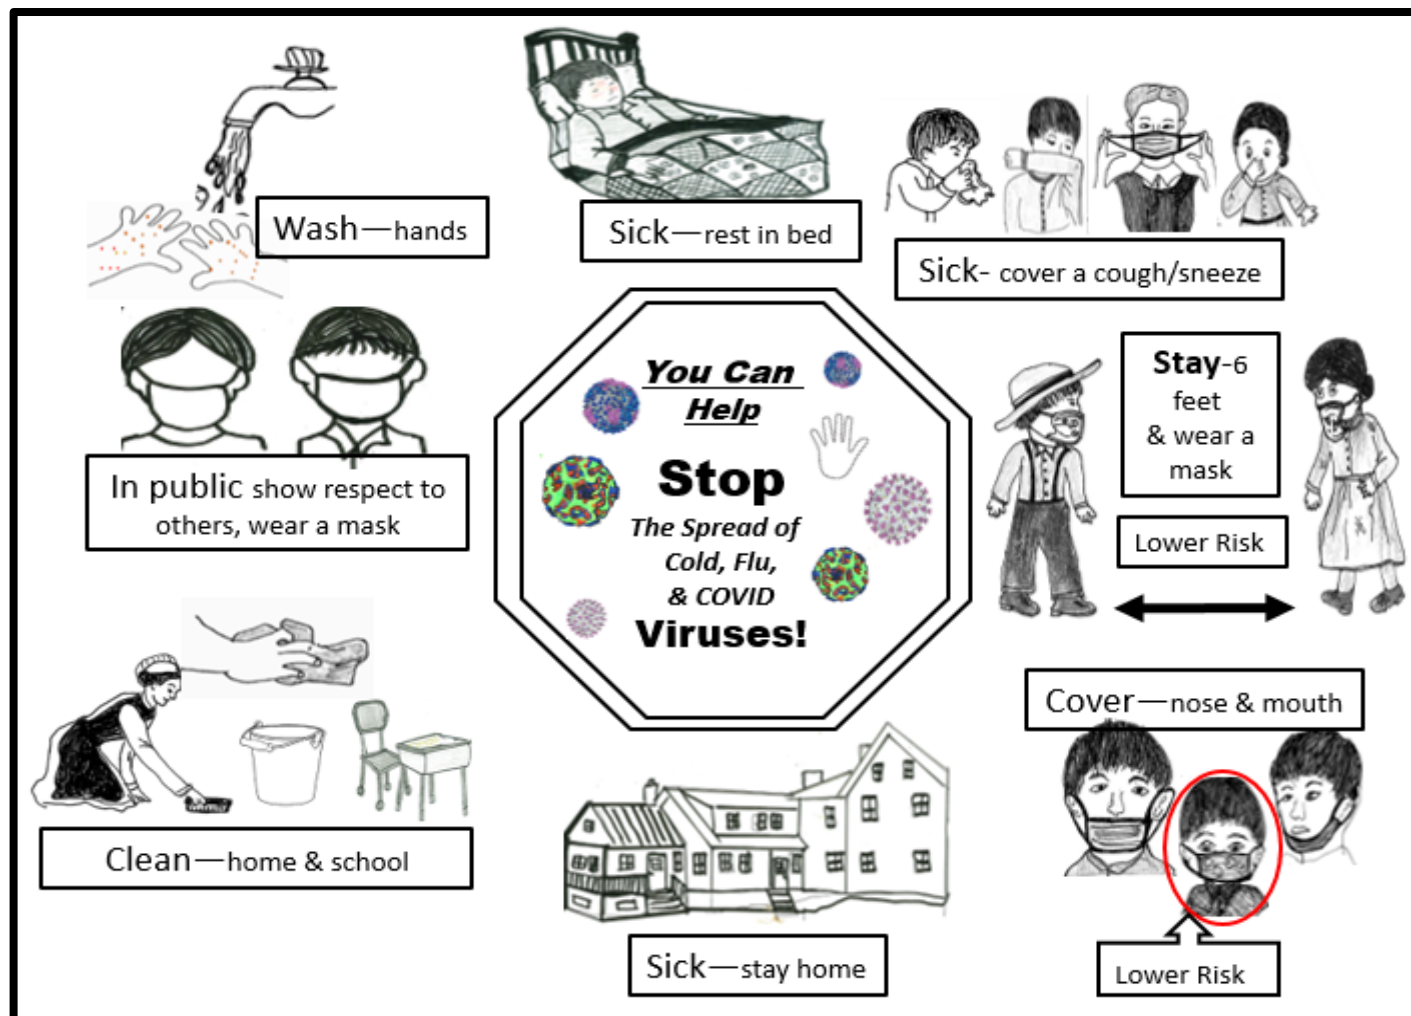 Wash—hands
Sick—rest in bed
Sick- cover a cough/sneeze
In public show respect to
others, wear a mask
You Can
Help
Stop
The Spread of
Cold, Flu,
& COVID
Viruses!
Stay-6
feet
& wear a
mask
Lower Risk
Clean—home & school
Sick—stay home
Cover—nose & mouth
Lower Risk